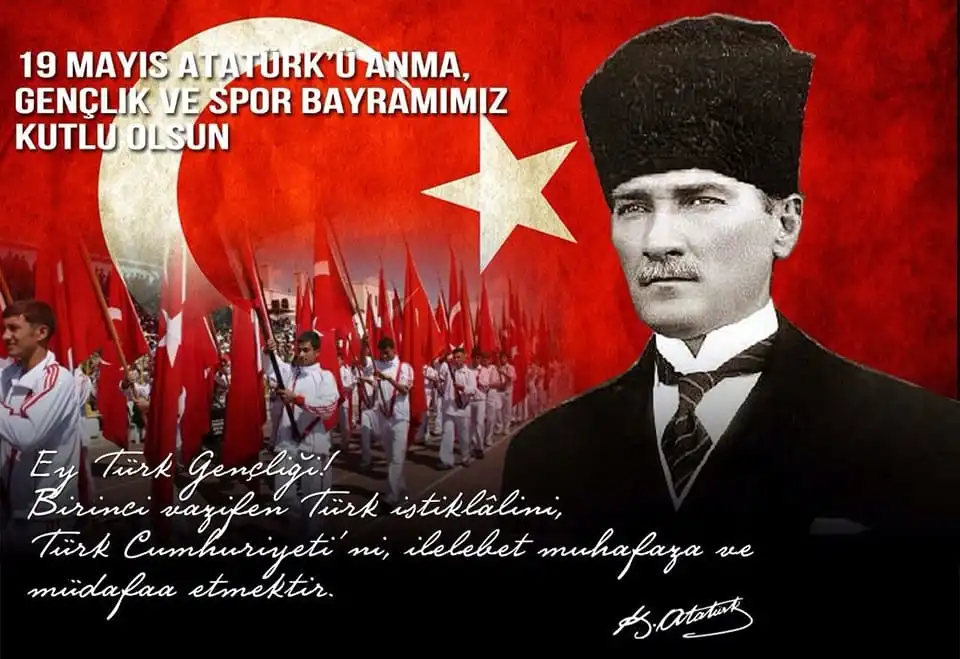 19 MAYIS ATATÜRK'Ü ANMA,
GENÇLIK VE SPOR BAYRAMIMIZ
KUTLU OLSUN
Ey Türk Gençliği!
Birinci vazifen Türk istiklâlini,
Türk Cumhuriyeti'ni, ilelebet muhafaza ve
müdafaa etmektir.
K. Atatürk